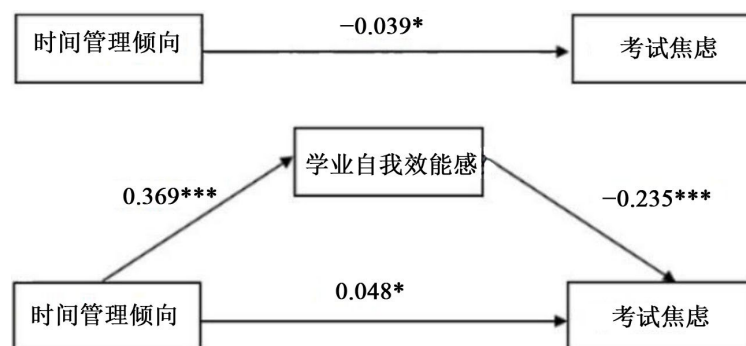 −0.039*
时间管理倾向
考试焦虑
学业自我效能感
0.369***
−0.235***
时间管理倾向
0.048*
考试焦虑